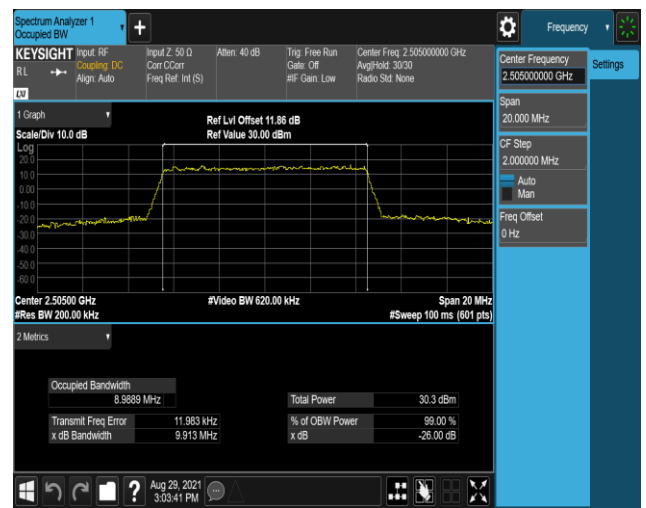 Spectrum Analyzer 1
Occupied BW
+
Frequency
KEYSIGHT
RL
LXI
Input: RF
Coupling: DC
Align: Auto
Input Z: 50 Ω
Corr CCorr
Freq Ref: Int (S)
Atten: 40 dB
Trig: Free Run
Gate: Off
#IF Gain: Low
Center Freq: 2.505000000 GHz
Avg|Hold: 30/30
Radio Std: None
Center Frequency
2.505000000 GHz
Settings
Span
20.000 MHz
CF Step
2.000000 MHz
Auto
Man
Freq Offset
0 Hz
1 Graph
Scale/Div 10.0 dB
Ref Lvl Offset 11.86 dB
Ref Value 30.00 dBm
Log
20.0
10.0
0.00
-10.0
-20.0
-30.0
-40.0
-50.0
-60.0
Center 2.50500 GHz
#Video BW 620.00 kHz
Span 20 MHz
#Res BW 200.00 kHz
#Sweep 100 ms (601 pts)
2 Metrics
Occupied Bandwidth
8.9889 MHz
Total Power 30.3 dBm
Transmit Freq Error 11.983 kHz
% of OBW Power 99.00 %
x dB Bandwidth 9.913 MHz
x dB -26.00 dB
?
Aug 29, 2021
3:03:41 PM